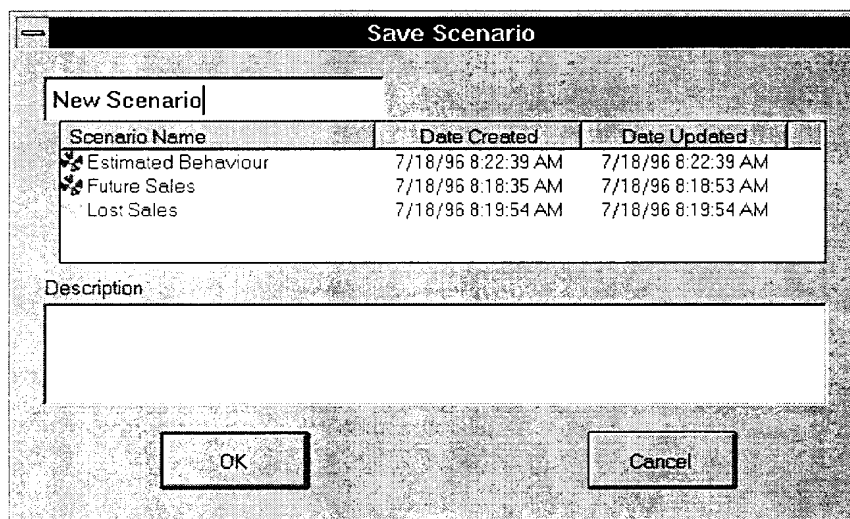 Save Scenario
New Scenario
Scenario Name Date Created Date Updated
Estimated Behaviour 7/18/96 8:22:39 AM 7/18/96 8:22:39 AM
Future Sales 7/18/96 8:18:35 AM 7/18/96 8:18:53 AM
Lost Sales 7/18/96 8:19:54 AM 7/18/96 8:19:54 AM
Description
OK Cancel